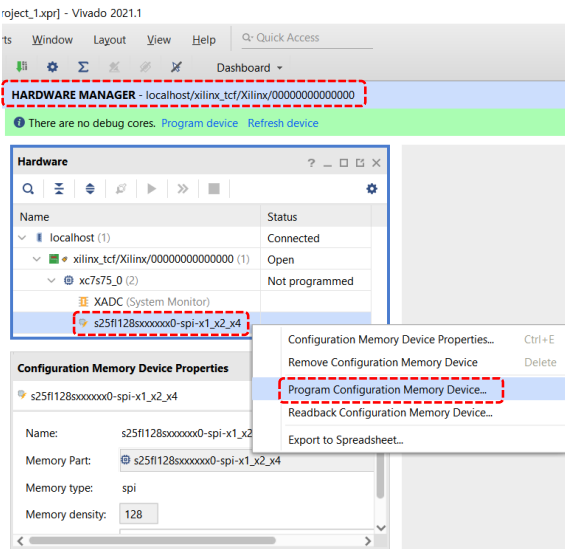 roject_1.xpr] - Vivado 2021.1
ts Window Layout View Help Q- Quick Access
Dashboard
HARDWARE MANAGER - localhost/xilinx_tcf/Xilinx/00000000000000
There are no debug cores. Program device Refresh device
Hardware
Name Status
localhost (1) Connected
xilinx_tcf/Xilinx/00000000000000 (1) Open
xc7s75_0 (2) Not programmed
XADC (System Monitor)
s25fl128sxxxxxx0-spi-x1_x2_x4
Configuration Memory Device Properties... Ctrl+E
Remove Configuration Memory Device Delete
Program Configuration Memory Device...
Readback Configuration Memory Device...
Export to Spreadsheet...
Configuration Memory Device Properties
s25fl128sxxxxxx0-spi-x1_x2_x4
Name: s25fl128sxxxxxx0-spi-x1_x2
Memory Part: s25fl128sxxxxxx0-spi-x1_x2_x4
Memory type: spi
Memory density: 128